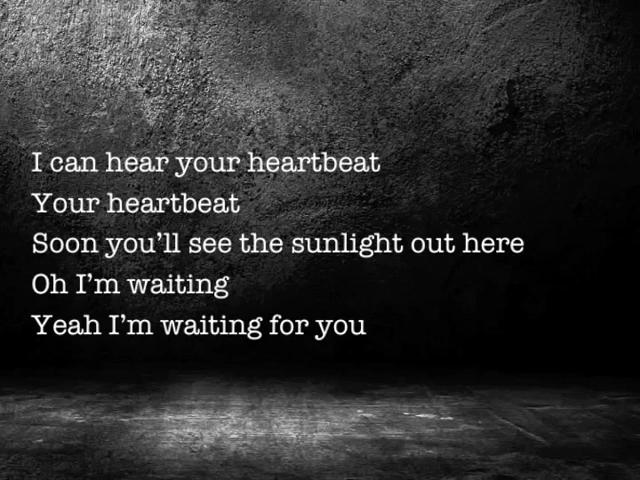 I can hear your heartbeat
Your heartbeat
Soon you’ll see the sunlight out here
Oh I’m waiting
Yeah I’m waiting for you